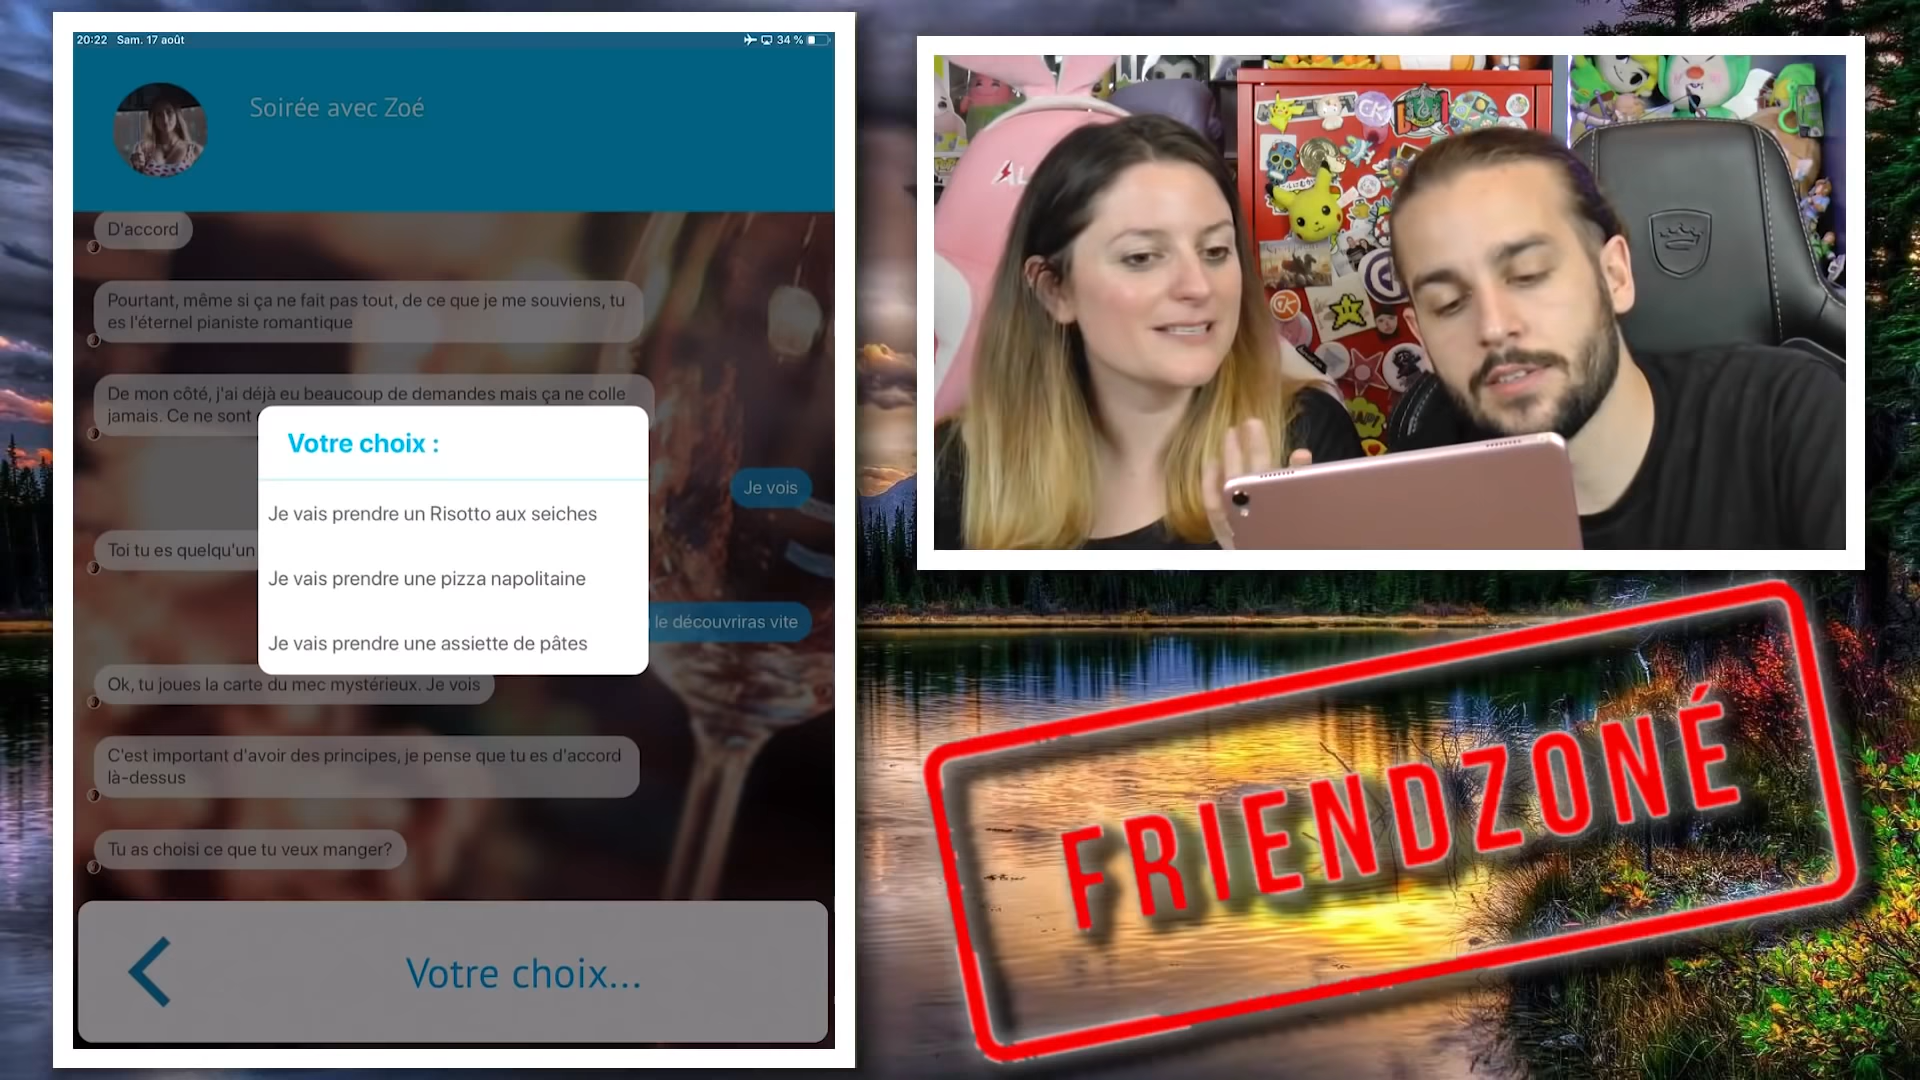 20:22 Sam. 17 août
34 %
Soirée avec Zoé
D'accord
Pourtant, même si ça ne fait pas tout, de ce que je me souviens, tu
es l'éternel pianiste romantique
De mon côté, j'ai déjà eu beaucoup de demandes mais ça ne colle
jamais. Ce ne sont
Je vois
Toi tu es quelqu'un
le découvriras vite
Ok, tu joues la carte du mec mystérieux. Je vois
C'est important d'avoir des principes, je pense que tu es d'accord
là-dessus
Tu as choisi ce que tu veux manger?
Votre choix :
Je vais prendre un Risotto aux seiches
Je vais prendre une pizza napolitaine
Je vais prendre une assiette de pâtes
Votre choix...
FRIENDZONÉ